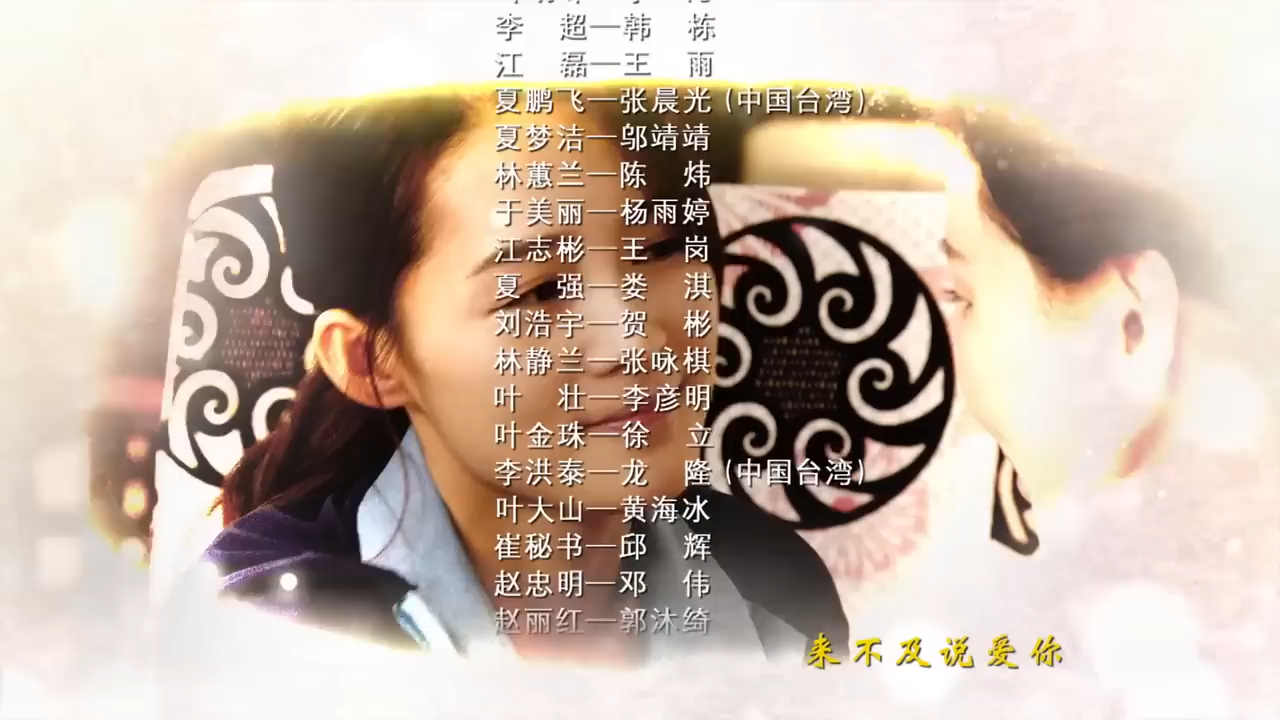 李 超—韩 栋
江 磊—王 雨
夏鹏飞—张晨光(中国台湾)
夏梦洁—邬靖靖
林蕙兰—陈 炜
于美丽—杨雨婷
江志彬—王 岗
夏 强—娄 淇
刘浩宇—贺 彬
林静兰—张咏棋
叶 壮—李彦明
叶金珠—徐 立
李洪泰—龙 隆(中国台湾)
叶大山—黄海冰
崔秘书—邱 辉
赵忠明—邓 伟
赵丽红—郭沐绮
来不及说爱你